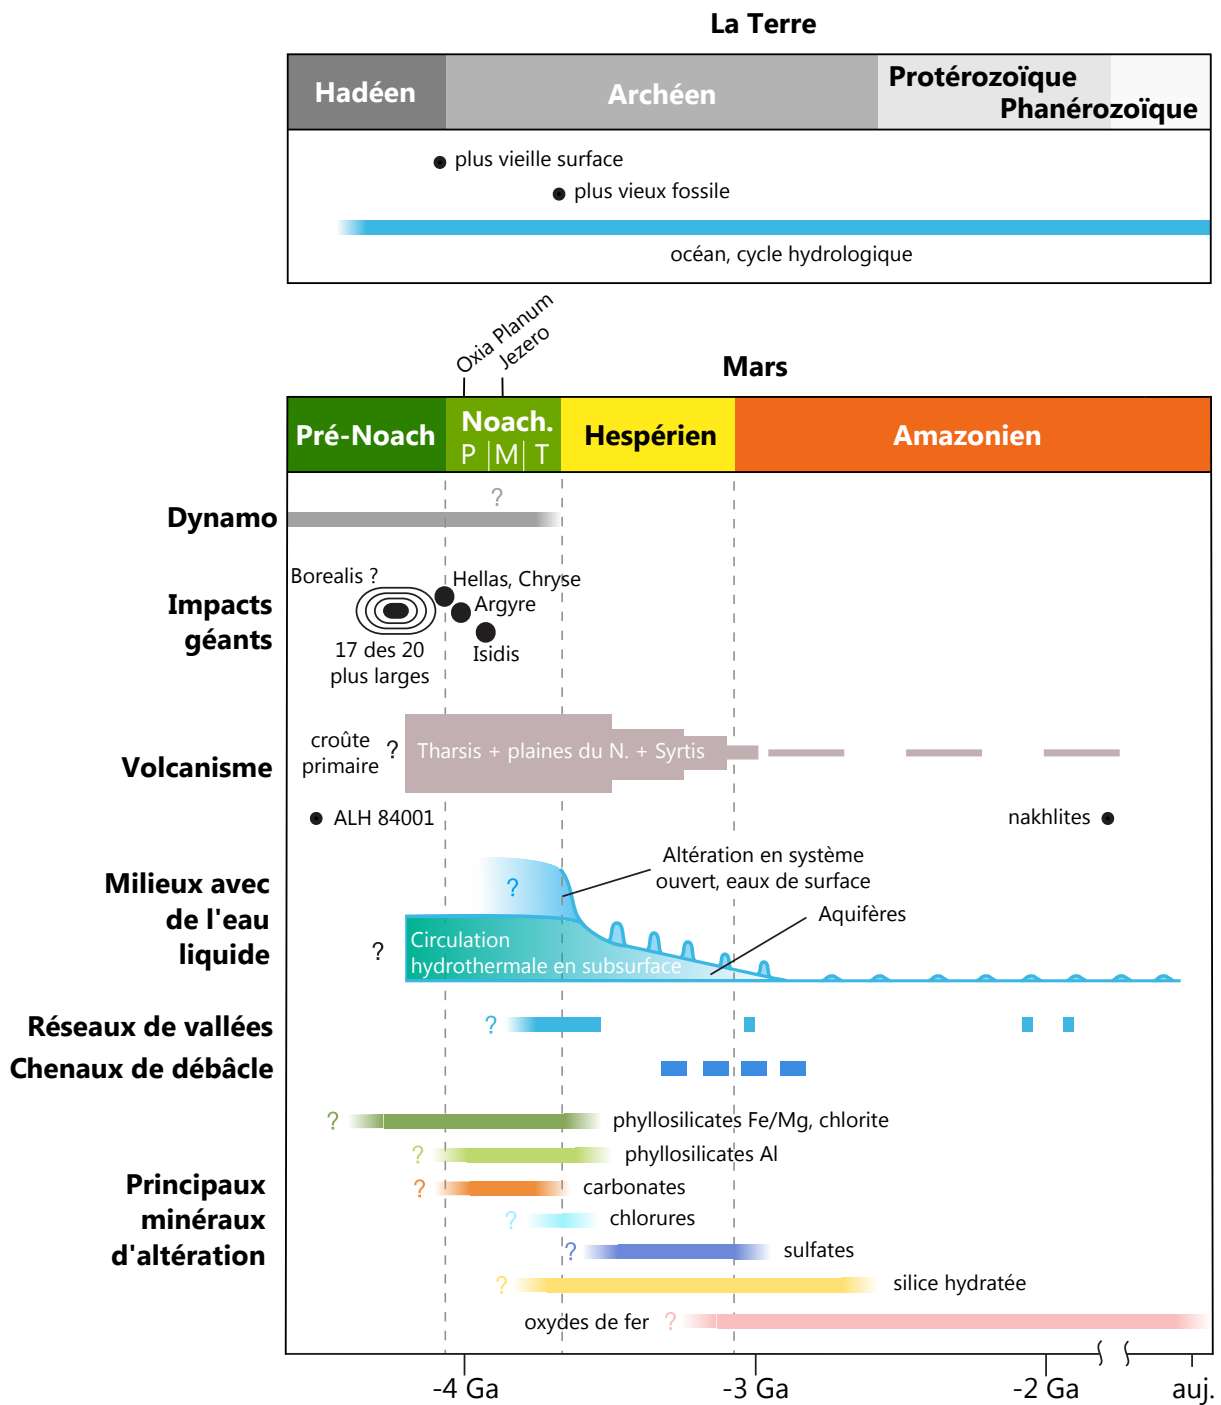 La Terre
Hadéen
Archéen
Protérozoïque
Phanérozoïque
plus vieille surface
plus vieux fossile
océan, cycle hydrologique
Oxia Planum
Jezero
Mars
Pré-Noach
Noach.
P |M| T
Hespérien
Amazonien
Dynamo
?
Impacts
géants
Borealis ?
Hellas, Chryse
Argyre
Isidis
17 des 20
plus larges
Volcanisme
croûte
primaire
?
Tharsis + plaines du N. + Syrtis
ALH 84001
nakhlites
Milieux avec
de l'eau
liquide
?
?
Altération en système
ouvert, eaux de surface
Aquifères
Circulation
hydrothermale en subsurface
Réseaux de vallées
?
Chenaux de débâcle
Principaux
minéraux
d'altération
? phyllosilicates Fe/Mg, chlorite
? phyllosilicates Al
? carbonates
? chlorures
? sulfates
? silice hydratée
oxydes de fer ?
-4 Ga
-3 Ga
-2 Ga
auj.